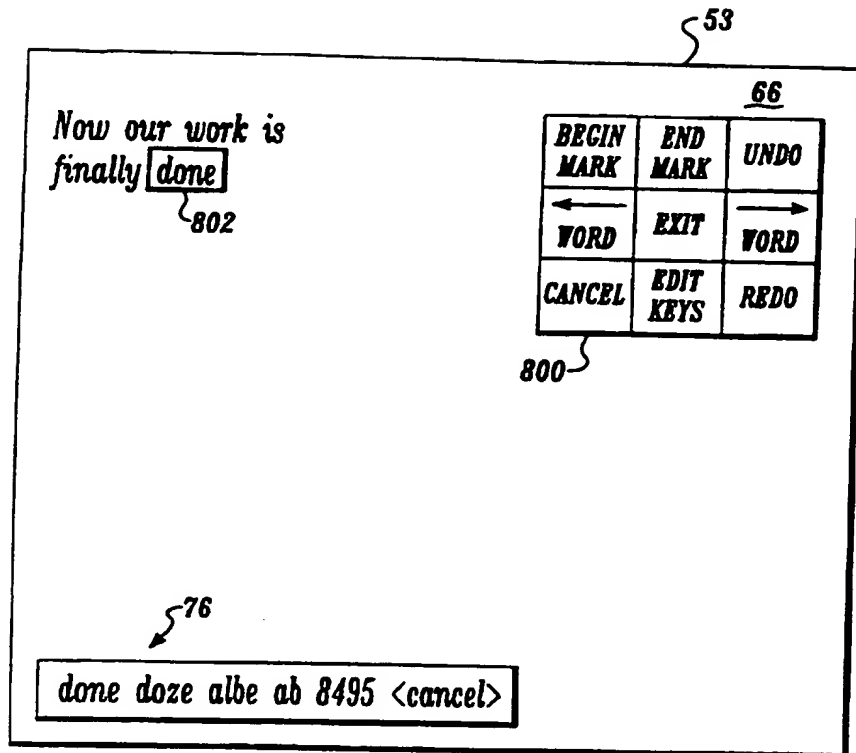 53
Now our work is
finally done
802
66
BEGIN MARK
END MARK
UNDO
WORD
EXIT
WORD
CANCEL
EDIT KEYS
REDO
800
76
done doze albe ab 8495 <cancel>